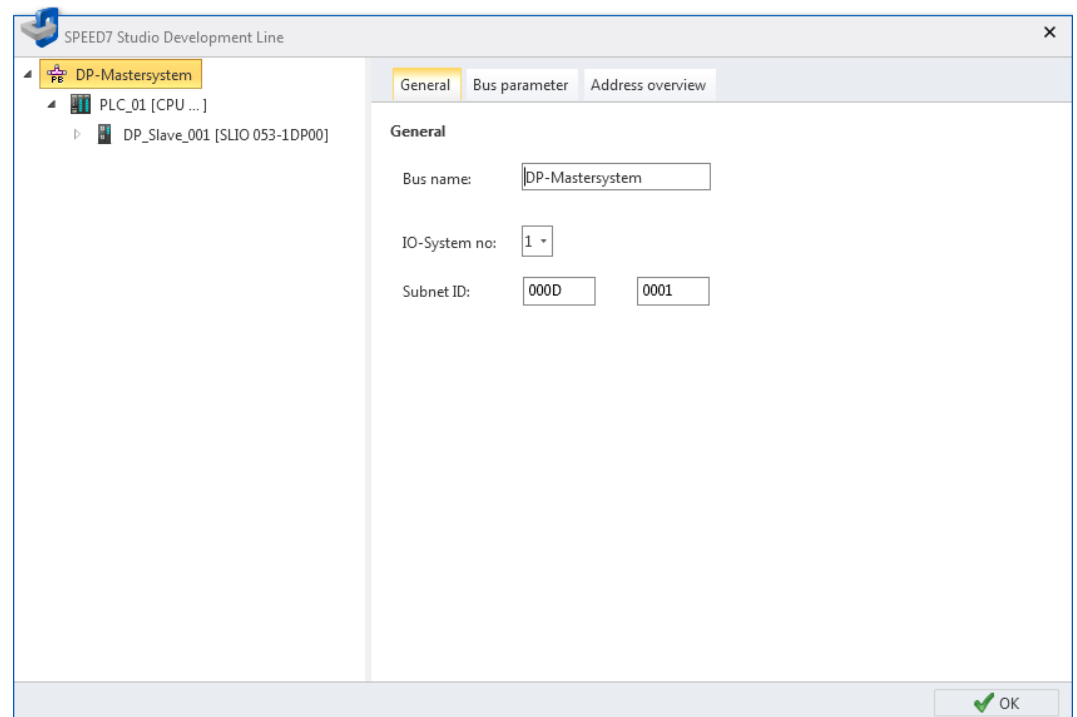 SPEED7 Studio Development Line
PB
DP-Mastersystem
PLC_01 [CPU ... ]
DP_Slave_001 [SLIO 053-1DP00]
General
Bus parameter
Address overview
General
Bus name:
DP-Mastersystem
IO-System no:
1
Subnet ID:
000D
0001
OK